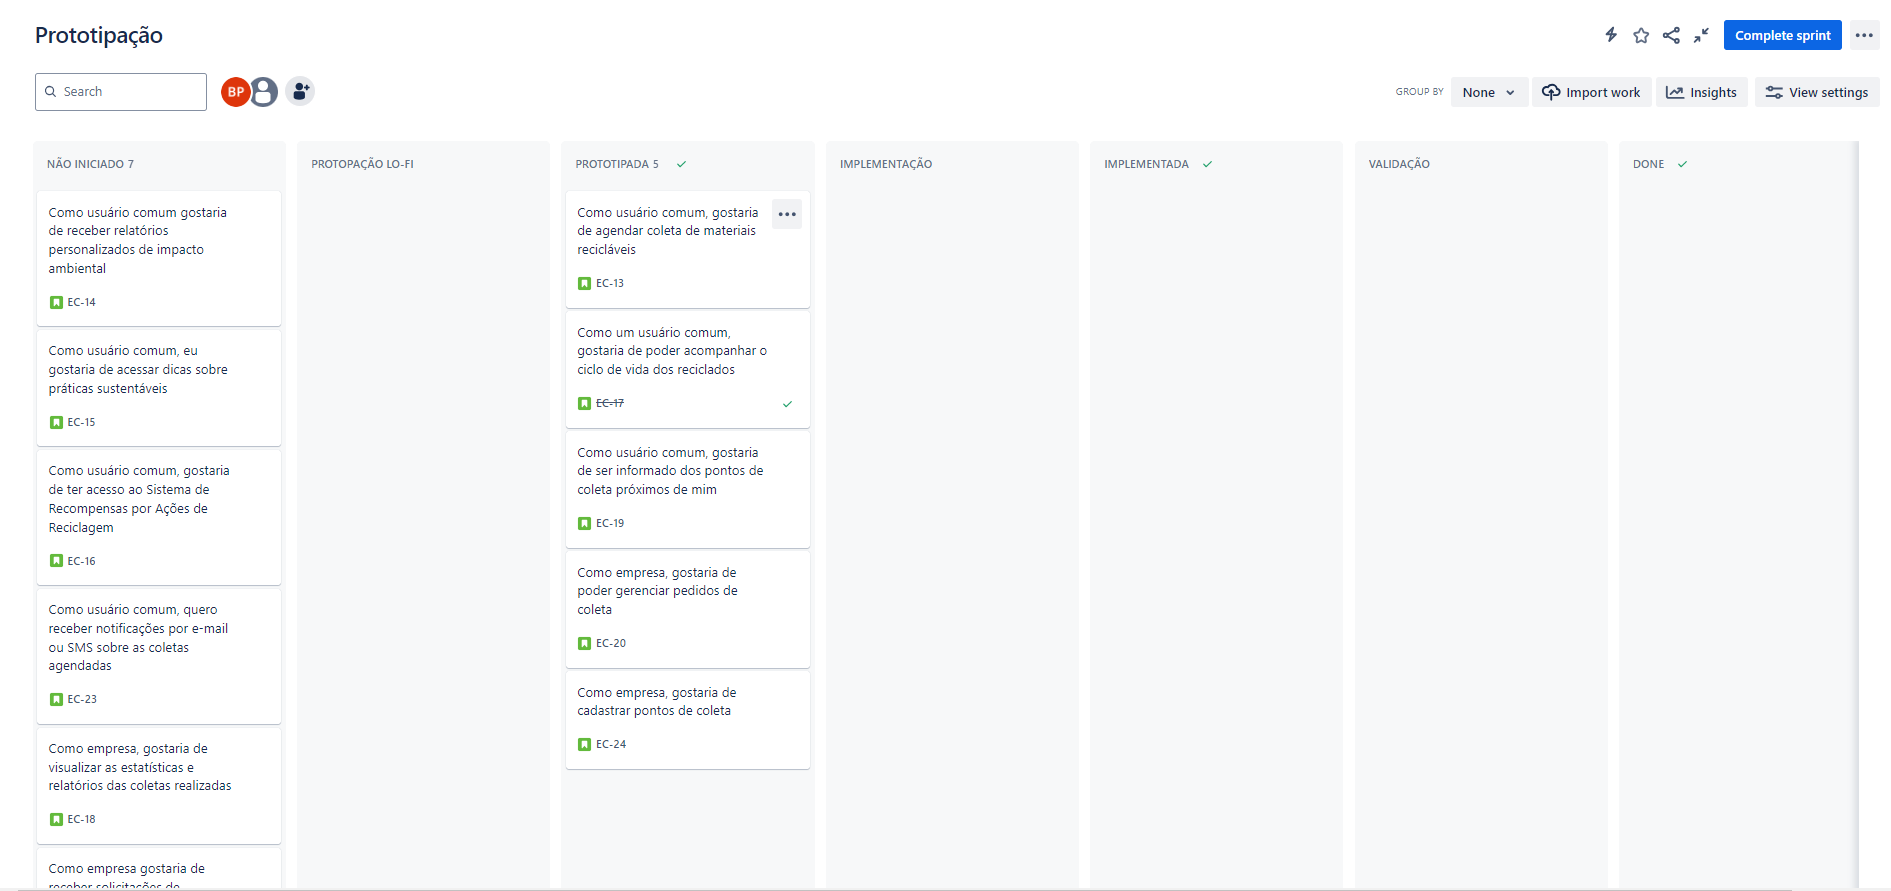 Prototipação
Complete sprint
Search
BP
GROUP BY
None
Import work
Insights
View settings
NÃO INICIADO 7
Como usuário comum gostaria
de receber relatórios
personalizados de impacto
ambiental
EC-14
Como usuário comum, eu
gostaria de acessar dicas sobre
práticas sustentáveis
EC-15
Como usuário comum, gostaria
de ter acesso ao Sistema de
Recompensas por Ações de
Reciclagem
EC-16
Como usuário comum, quero
receber notificações por e-mail
ou SMS sobre as coletas
agendadas
EC-23
Como empresa, gostaria de
visualizar as estatísticas e
relatórios das coletas realizadas
EC-18
Como empresa gostaria de
receber solicitações de
PROTOPAÇÃO LO-FI
PROTOTIPADA 5
Como usuário comum, gostaria
de agendar coleta de materiais
recicláveis
EC-13
Como um usuário comum,
gostaria de poder acompanhar o
ciclo de vida dos reciclados
EC-17
Como usuário comum, gostaria
de ser informado dos pontos de
coleta próximos de mim
EC-19
Como empresa, gostaria de
poder gerenciar pedidos de
coleta
EC-20
Como empresa, gostaria de
cadastrar pontos de coleta
EC-24
IMPLEMENTAÇÃO
IMPLEMENTADA
VALIDAÇÃO
DONE